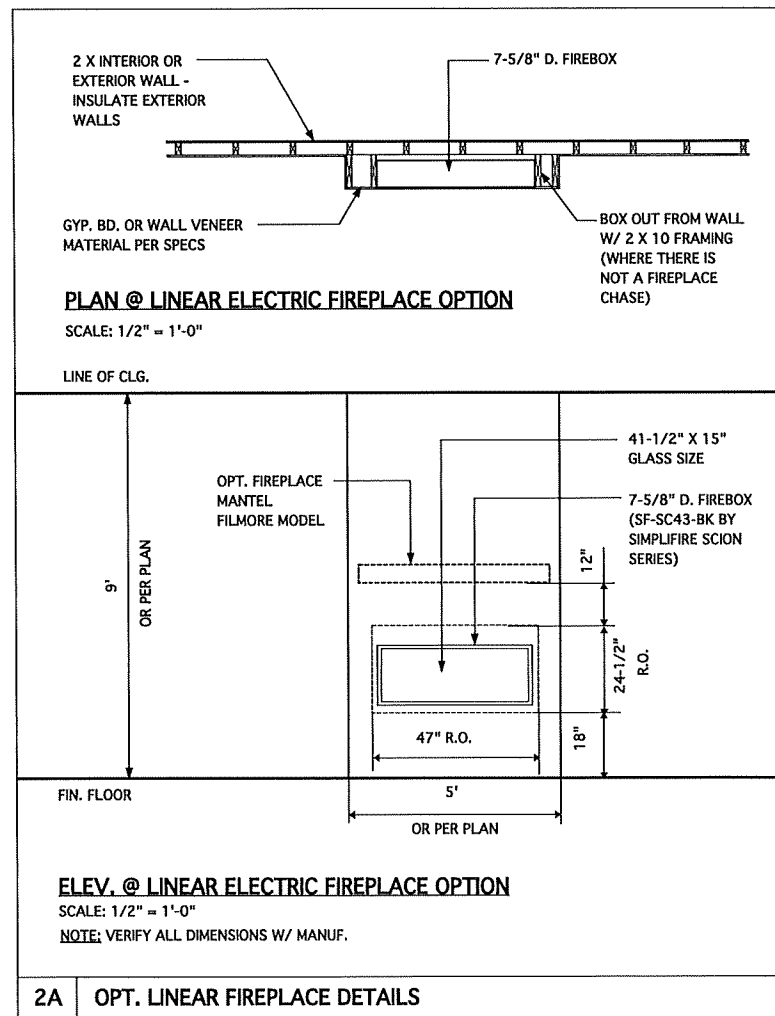 2 X INTERIOR OR
EXTERIOR WALL -
INSULATE EXTERIOR
WALLS
7-5/8" D. FIREBOX
GYP. BD. OR WALL VENEER
MATERIAL PER SPECS
BOX OUT FROM WALL
W/ 2 X 10 FRAMING
(WHERE THERE IS
NOT A FIREPLACE
CHASE)
PLAN @ LINEAR ELECTRIC FIREPLACE OPTION
SCALE: 1/2" = 1'-0"
LINE OF CLG.
9'
OR PER PLAN
OPT. FIREPLACE
MANTEL
FILMORE MODEL
41-1/2" X 15"
GLASS SIZE
7-5/8" D. FIREBOX
(SF-SC43-BK BY
SIMPLIFIRE SCION
SERIES)
12"
24-1/2"
R.O.
18"
47" R.O.
FIN. FLOOR
5'
OR PER PLAN
ELEV. @ LINEAR ELECTRIC FIREPLACE OPTION
SCALE: 1/2" = 1'-0"
NOTE: VERIFY ALL DIMENSIONS W/ MANUF.
2A OPT. LINEAR FIREPLACE DETAILS